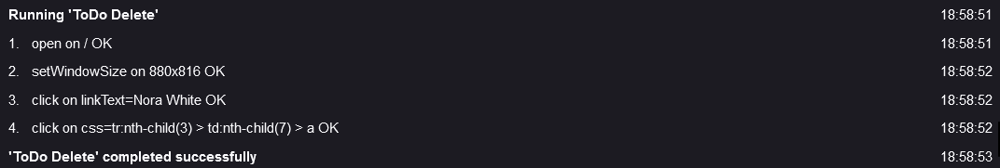 Running 'ToDo Delete' 18:58:51
1. open on / OK 18:58:51
2. setWindowSize on 880x816 OK 18:58:52
3. click on linkText=Nora White OK 18:58:52
4. click on css=tr:nth-child(3) > td:nth-child(7) > a OK 18:58:52
'ToDo Delete' completed successfully 18:58:53